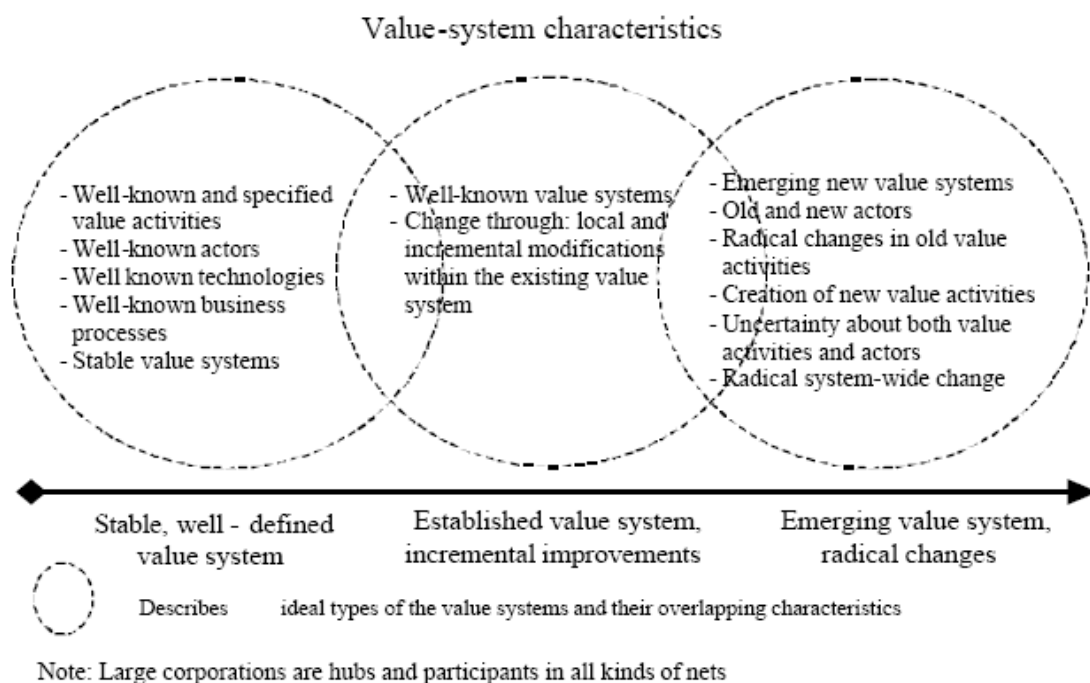 Value-system characteristics
- Well-known and specified
value activities
- Well-known actors
- Well known technologies
- Well-known business
processes
- Stable value systems
- Well-known value systems
- Change through: local and
incremental modifications
within the existing value
system
- Emerging new value systems
- Old and new actors
- Radical changes in old value
activities
- Creation of new value activities
- Uncertainty about both value
activities and actors
- Radical system-wide change
Stable, well - defined
value system
Established value system,
incremental improvements
Emerging value system,
radical changes
Describes ideal types of the value systems and their overlapping characteristics
Note: Large corporations are hubs and participants in all kinds of nets